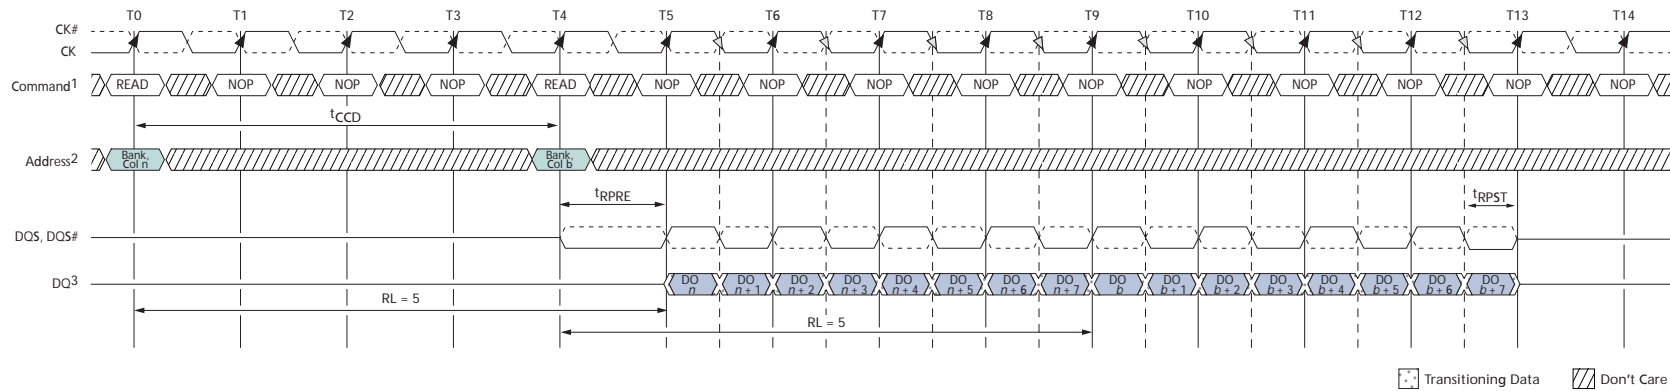 T0 T1 T2 T3 T4 T5 T6 T7 T8 T9 T10 T11 T12 T13 T14
CK#
CK
Command1 READ NOP NOP NOP READ NOP NOP NOP NOP NOP NOP NOP NOP NOP NOP
tCCD
Address2 Bank, Col n Bank, Col b
tRPRE tRPST
DQS, DQS#
DQ3 DO n DO n + 1 DO n + 2 DO n + 3 DO n + 4 DO n + 5 DO n + 6 DO n + 7 DO b DO b + 1 DO b + 2 DO b + 3 DO b + 4 DO b + 5 DO b + 6 DO b + 7
RL = 5
RL = 5
Transitioning Data Don't Care